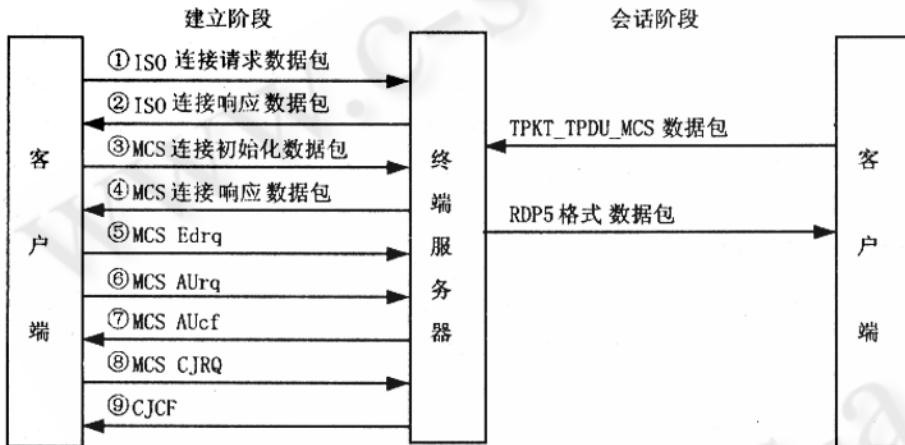 建立阶段
会话阶段
①ISO 连接请求数据包
②ISO 连接响应数据包
③MCS 连接初始化数据包
④MCS 连接响应数据包
⑤MCS Edrq
⑥MCS AUrq
⑦MCS AUcf
⑧MCS CJRQ
⑨CJCF
客户端
终端服务器
TPKT_TPDU_MCS 数据包
RDP5 格式 数据包
客户端